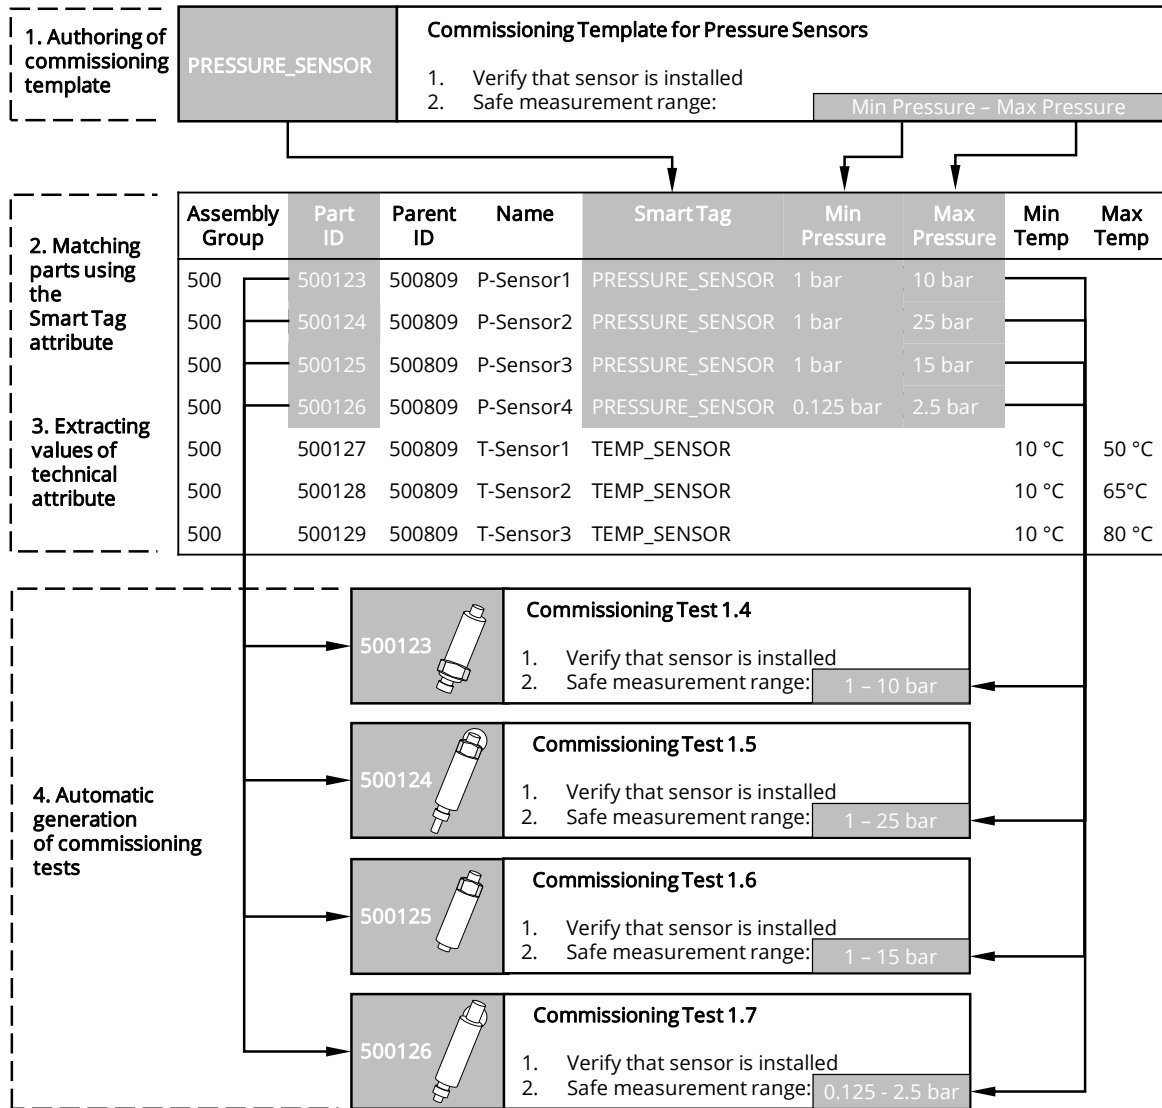 1. Authoring of
commissioning
template
PRESSURE_SENSOR
Commissioning Template for Pressure Sensors
1. Verify that sensor is installed
2. Safe measurement range:
Min Pressure – Max Pressure
2. Matching
parts using
the
Smart Tag
attribute
3. Extracting
values of
technical
attribute
Assembly Group Part ID Parent ID Name Smart Tag Min Pressure Max Pressure Min Temp Max Temp
500 500123 500809 P-Sensor1 PRESSURE_SENSOR 1 bar 10 bar
500 500124 500809 P-Sensor2 PRESSURE_SENSOR 1 bar 25 bar
500 500125 500809 P-Sensor3 PRESSURE_SENSOR 1 bar 15 bar
500 500126 500809 P-Sensor4 PRESSURE_SENSOR 0.125 bar 2.5 bar
500 500127 500809 T-Sensor1 TEMP_SENSOR 10 °C 50 °C
500 500128 500809 T-Sensor2 TEMP_SENSOR 10 °C 65°C
500 500129 500809 T-Sensor3 TEMP_SENSOR 10 °C 80 °C
4. Automatic
generation
of commissioning
tests
500123
Commissioning Test 1.4
1. Verify that sensor is installed
2. Safe measurement range: 1 – 10 bar
500124
Commissioning Test 1.5
1. Verify that sensor is installed
2. Safe measurement range: 1 – 25 bar
500125
Commissioning Test 1.6
1. Verify that sensor is installed
2. Safe measurement range: 1 – 15 bar
500126
Commissioning Test 1.7
1. Verify that sensor is installed
2. Safe measurement range: 0.125 - 2.5 bar